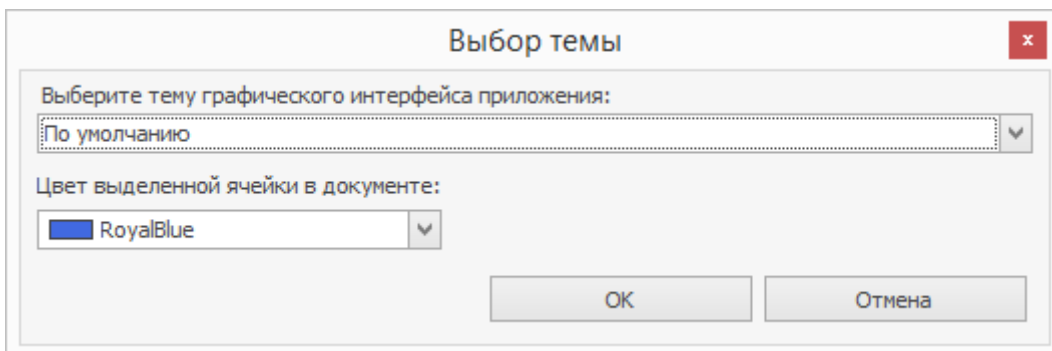 Выбор темы
x
Выберите тему графического интерфейса приложения:
По умолчанию
Цвет выделенной ячейки в документе:
RoyalBlue
OK Отмена